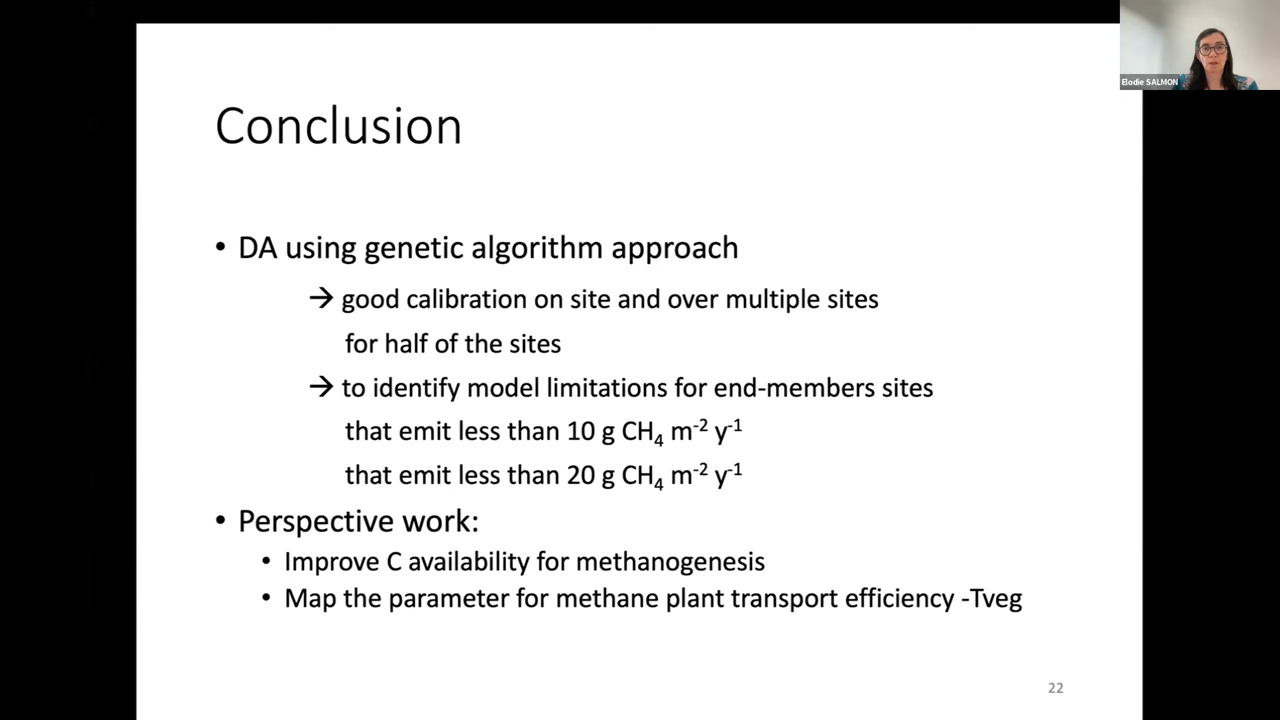 Elodie SALMON
Conclusion
• DA using genetic algorithm approach
→ good calibration on site and over multiple sites
for half of the sites
→ to identify model limitations for end-members sites
that emit less than 10 g CH₄ m⁻² y⁻¹
that emit less than 20 g CH₄ m⁻² y⁻¹
• Perspective work:
• Improve C availability for methanogenesis
• Map the parameter for methane plant transport efficiency -Tveg
22